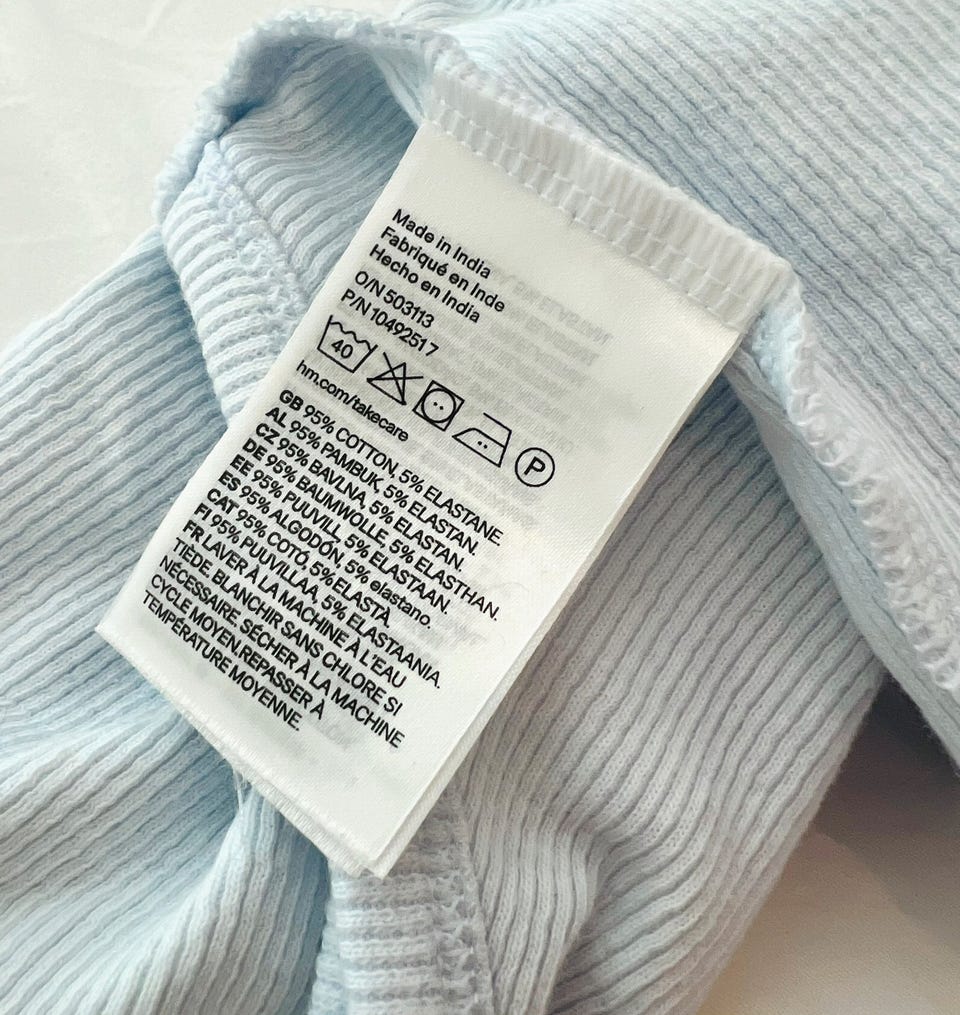 Made in India
Fabriqué en Inde
Hecho en India
O/N 503113
P/N 10492517
40 P
hm.com/takecare
GB 95% COTTON, 5% ELASTANE.
AL 95% PAMBUK, 5% ELASTAN.
CZ 95% BAVLNA, 5% ELASTAN.
DE 95% BAUMWOLLE, 5% ELASTHAN.
EE 95% PUUVILL, 5% ELASTAAN.
ES 95% ALGODÓN, 5% elastano.
CAT 95% COTÓ, 5% ELASTÀ
FI 95% PUUVILLAA, 5% ELASTAANIA.
FR LAVER À LA MACHINE À L'EAU
TIÈDE. BLANCHIR SANS CHLORE SI
NÉCESSAIRE. SÉCHER À LA MACHINE
CYCLE MOYEN.REPASSER À
TEMPÉRATURE MOYENNE.